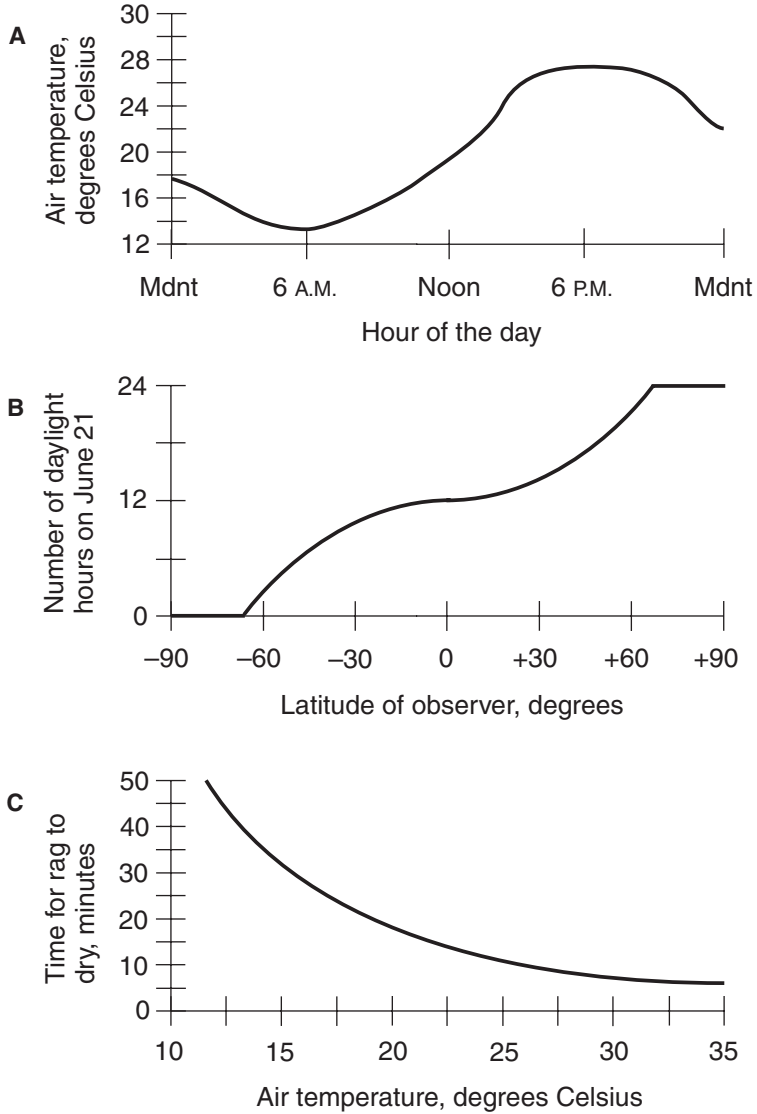 A
Air temperature,
degrees Celsius
30
28
24
20
16
12
Mdnt 6 A.M. Noon 6 P.M. Mdnt
Hour of the day
B
Number of daylight
hours on June 21
24
12
0
–90 –60 –30 0 +30 +60 +90
Latitude of observer, degrees
C
Time for rag to
dry, minutes
50
40
30
20
10
0
10 15 20 25 30 35
Air temperature, degrees Celsius